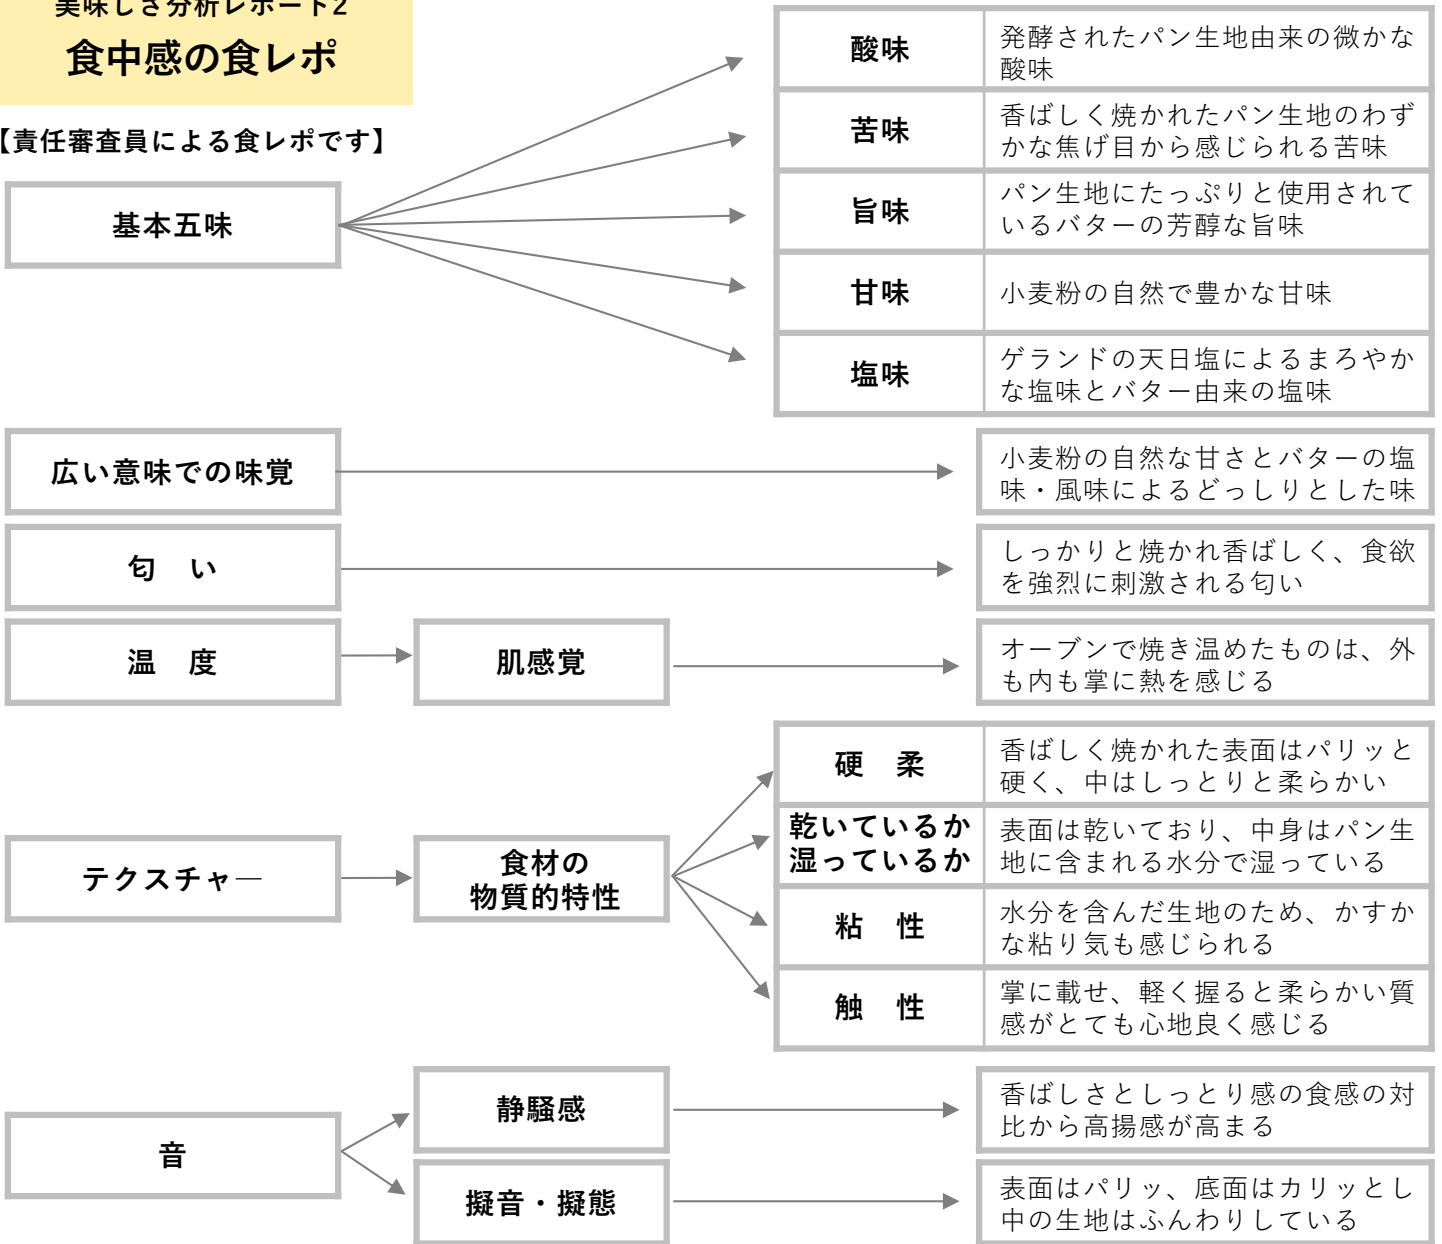 美味しさ分析レポート2
食中感の食レポ
【責任審査員による食レポです】
基本五味
酸味
発酵されたパン生地由来の微かな
酸味
苦味
香ばしく焼かれたパン生地のわず
かな焦げ目から感じられる苦味
旨味
パン生地にたっぷりと使用されて
いるバターの芳醇な旨味
甘味
小麦粉の自然で豊かな甘味
塩味
ゲランドの天日塩によるまろやか
な塩味とバター由来の塩味
広い意味での味覚
小麦粉の自然な甘さとバターの塩
味・風味によるどっしりとした味
匂　い
しっかりと焼かれ香ばしく、食欲
を強烈に刺激される匂い
温　度
肌感覚
オーブンで焼き温めたものは、外
も内も掌に熱を感じる
テクスチャ―
食材の
物質的特性
硬　柔
香ばしく焼かれた表面はパリッと
硬く、中はしっとりと柔らかい
乾いているか
湿っているか
表面は乾いており、中身はパン生
地に含まれる水分で湿っている
粘　性
水分を含んだ生地のため、かすか
な粘り気も感じられる
触　性
掌に載せ、軽く握ると柔らかい質
感がとても心地良く感じる
音
静騒感
香ばしさとしっとり感の食感の対
比から高揚感が高まる
擬音・擬態
表面はパリッ、底面はカリッとし
中の生地はふんわりしている